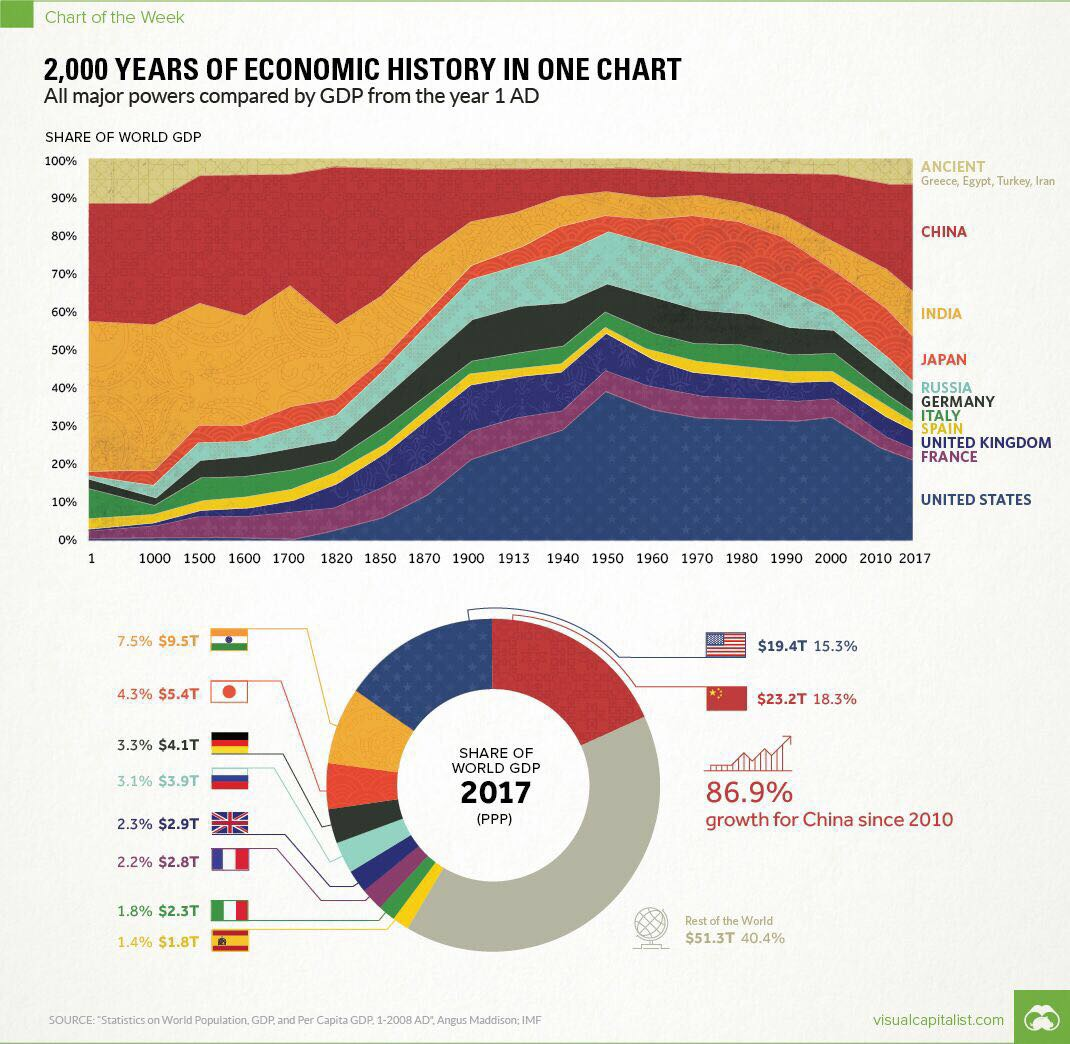 Chart of the Week
2,000 YEARS OF ECONOMIC HISTORY IN ONE CHART
All major powers compared by GDP from the year 1 AD
SHARE OF WORLD GDP
100%
90%
80%
70%
60%
50%
40%
30%
20%
10%
0%
ANCIENT
Greece, Egypt, Turkey, Iran
CHINA
INDIA
JAPAN
RUSSIA
GERMANY
ITALY
SPAIN
UNITED KINGDOM
FRANCE
UNITED STATES
1 1000 1500 1600 1700 1820 1850 1870 1900 1913 1940 1950 1960 1970 1980 1990 2000 2010 2017
7.5% $9.5T
4.3% $5.4T
3.3% $4.1T
3.1% $3.9T
2.3% $2.9T
2.2% $2.8T
1.8% $2.3T
1.4% $1.8T
SHARE OF
WORLD GDP
2017
(PPP)
$19.4T 15.3%
$23.2T 18.3%
86.9%
growth for China since 2010
Rest of the World
$51.3T 40.4%
SOURCE: "Statistics on World Population, GDP, and Per Capita GDP, 1-2008 AD", Angus Maddison; IMF
visualcapitalist.com